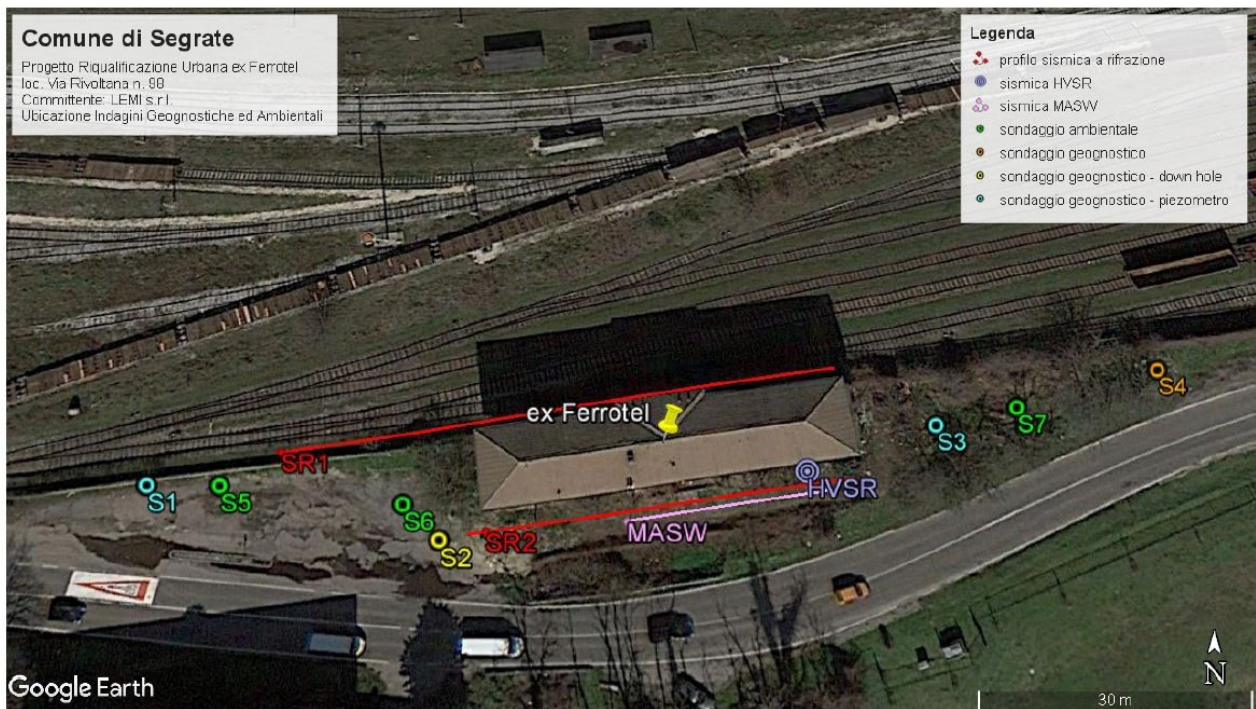 Comune di Segrate
Progetto Riqualificazione Urbana ex Ferrotel
loc. Via Rivoltana n. 98
Committente: LEMI s.r.l.
Ubicazione Indagini Geognostiche ed Ambientali
Legenda
profilo sismica a rifrazione
sismica HVSR
sismica MASW
sondaggio ambientale
sondaggio geognostico
sondaggio geognostico - down hole
sondaggio geognostico - piezometro
S4
ex Ferrotel
S7
S3
SR1
HVSR
S1
S5
S6
MASW
SR2
S2
Google Earth
N
30 m